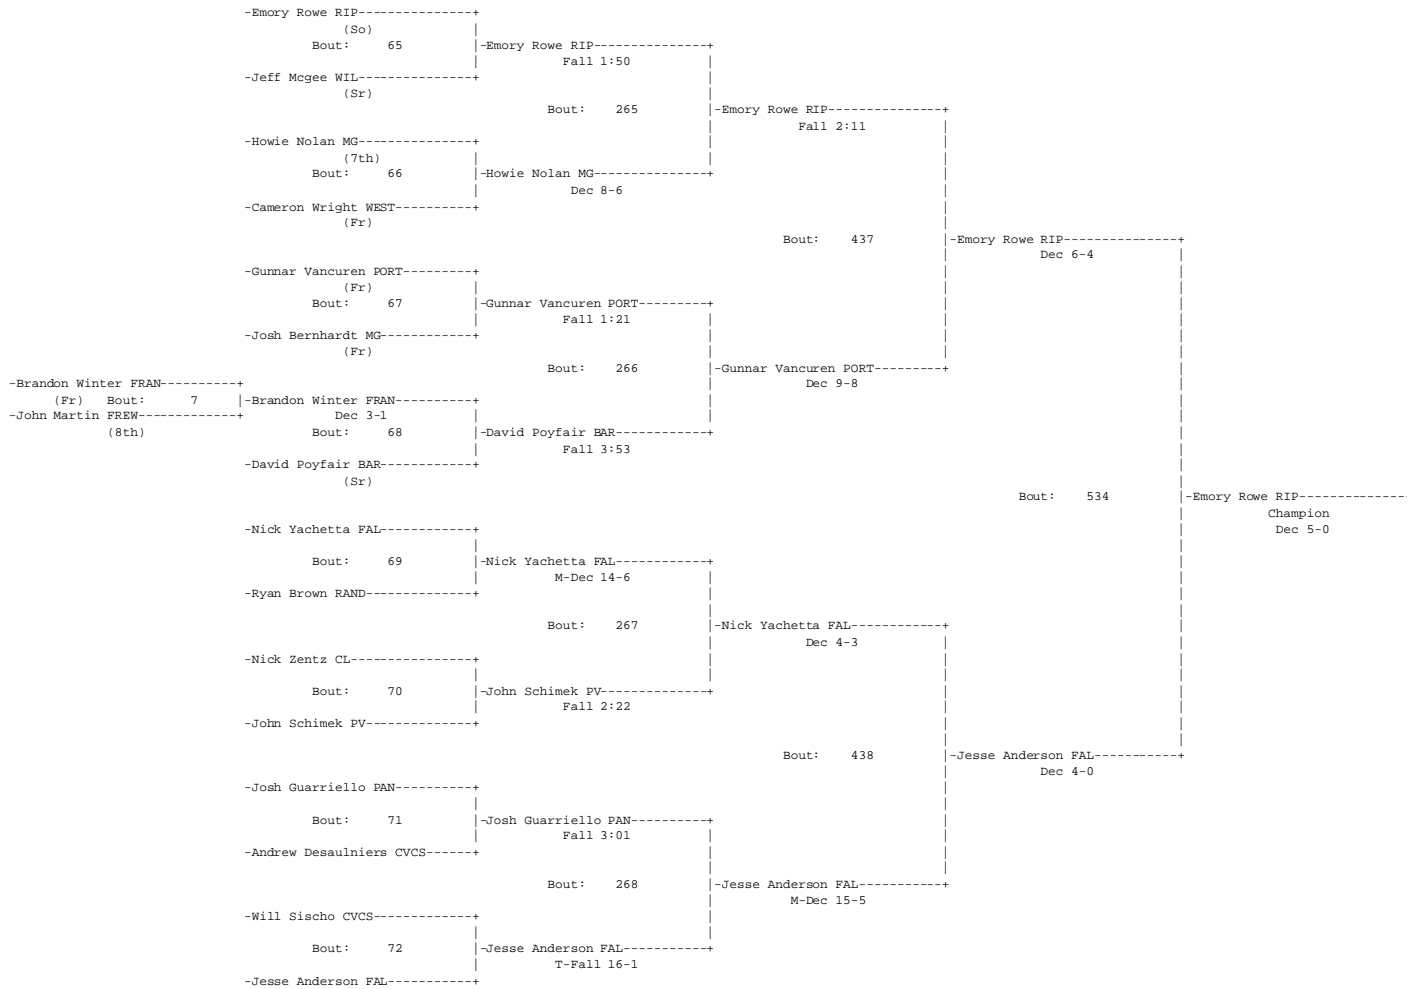 -Emory Rowe RIP---------------+
(So) |
Bout: 65 |-Emory Rowe RIP---------------+
| Fall 1:50 |
-Jeff Mcgee WIL---------------+ |
(Sr) |
Bout: 265 |-Emory Rowe RIP---------------+
| Fall 2:11 |
-Howie Nolan MG---------------+ | |
(7th) | | |
Bout: 66 |-Howie Nolan MG---------------+ |
| Dec 8-6 |
-Cameron Wright WEST----------+ |
(Fr) |
Bout: 437 |-Emory Rowe RIP---------------+
| Dec 6-4 |
-Gunnar Vancuren PORT---------+ | |
(Fr) | | |
Bout: 67 |-Gunnar Vancuren PORT---------+ | |
| Fall 1:21 | | |
-Josh Bernhardt MG------------+ | | |
(Fr) | | |
Bout: 266 |-Gunnar Vancuren PORT---------+ |
-Brandon Winter FRAN----------+ | Dec 9-8 |
(Fr) Bout: 7 |-Brandon Winter FRAN----------+ | |
-John Martin FREW-------------+ Dec 3-1 | | |
(8th) Bout: 68 |-David Poyfair BAR------------+ |
| Fall 3:53 |
-David Poyfair BAR------------+ |
(Sr) |
Bout: 534 |-Emory Rowe RIP---------------
| Champion
-Nick Yachetta FAL------------+ | Dec 5-0
| |
Bout: 69 |-Nick Yachetta FAL------------+ |
| M-Dec 14-6 | |
-Ryan Brown RAND--------------+ | |
| |
Bout: 267 |-Nick Yachetta FAL------------+ |
| Dec 4-3 | |
-Nick Zentz CL----------------+ | | |
| | | |
Bout: 70 |-John Schimek PV--------------+ | |
| Fall 2:22 | |
-John Schimek PV--------------+ | |
| |
Bout: 438 |-Jesse Anderson FAL-----------+
| Dec 4-0
-Josh Guarriello PAN----------+ |
| |
Bout: 71 |-Josh Guarriello PAN----------+ |
| Fall 3:01 | |
-Andrew Desaulniers CVCS------+ | |
| |
Bout: 268 |-Jesse Anderson FAL-----------+
| M-Dec 15-5
-Will Sischo CVCS-------------+ |
| |
Bout: 72 |-Jesse Anderson FAL-----------+
| T-Fall 16-1
-Jesse Anderson FAL-----------+